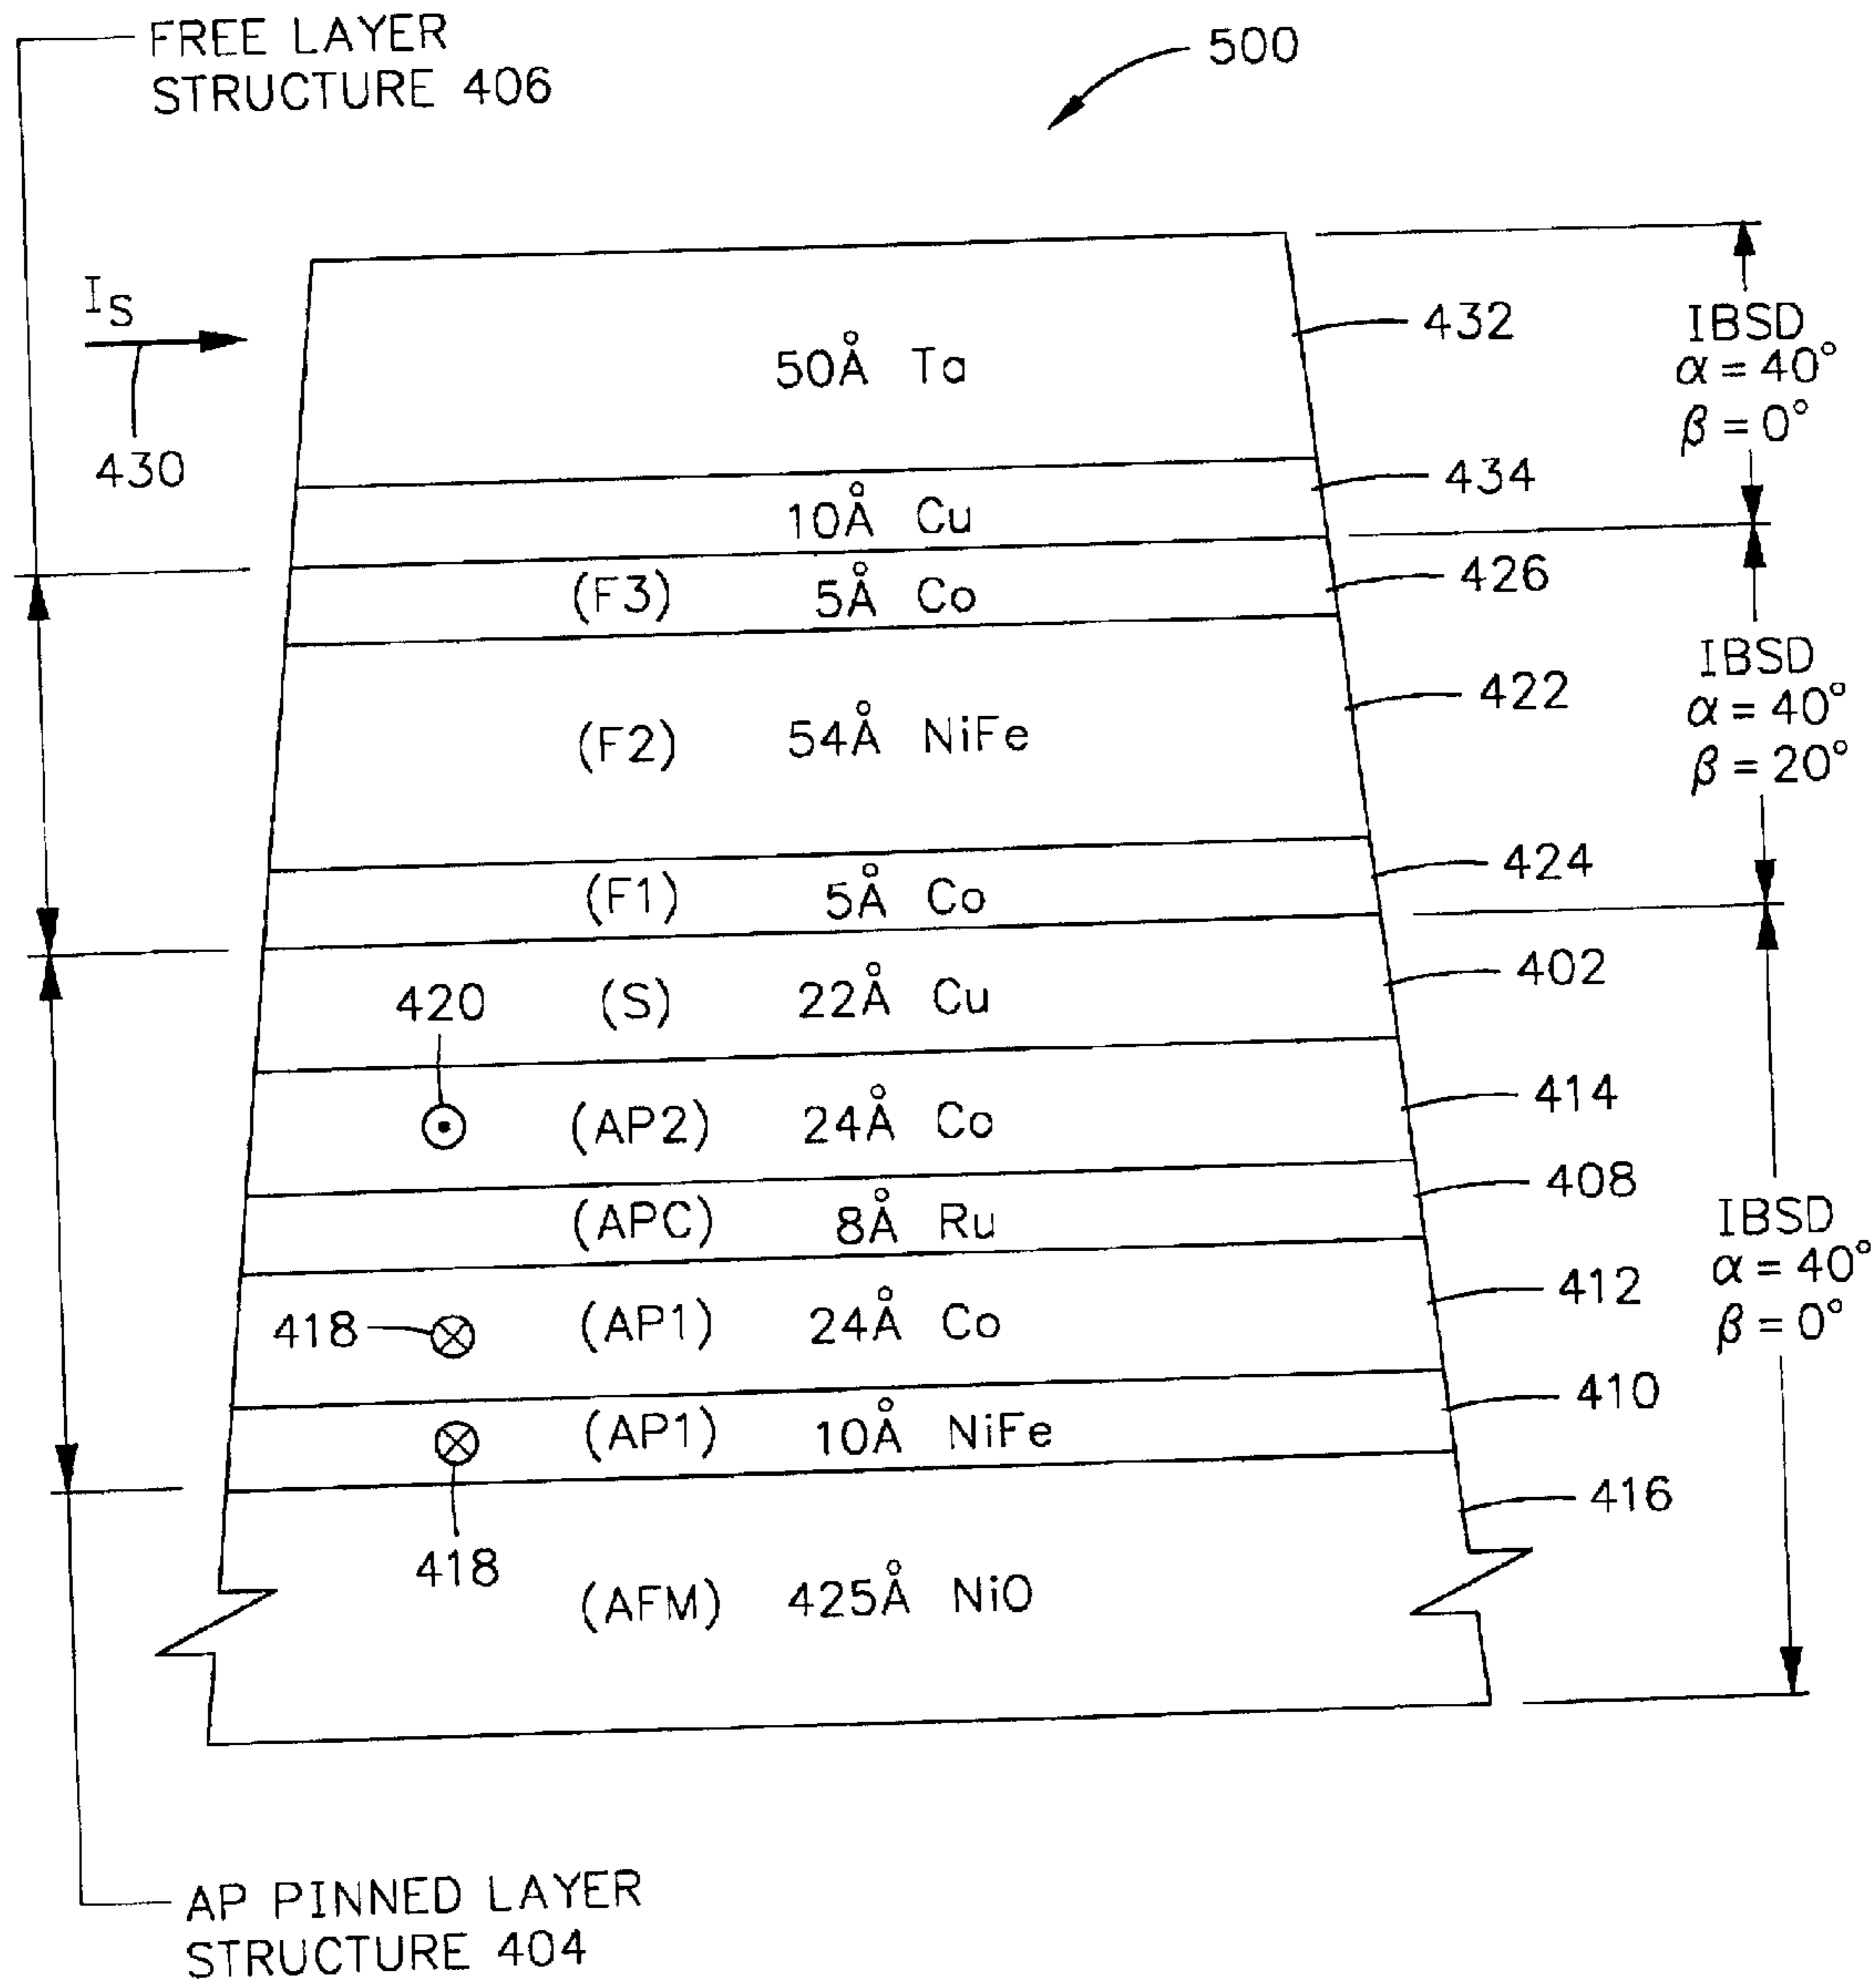 FREE LAYER
STRUCTURE 406
500
I_S
430
50Å Ta
432
IBSD
α = 40°
β = 0°
10Å Cu
434
(F3) 5Å Co
426
(F2) 54Å NiFe
422
IBSD
α = 40°
β = 20°
(F1) 5Å Co
424
420
(S) 22Å Cu
402
(AP2) 24Å Co
414
(APC) 8Å Ru
408
IBSD
α = 40°
β = 0°
418
(AP1) 24Å Co
412
(AP1) 10Å NiFe
410
418
(AFM) 425Å NiO
416
AP PINNED LAYER
STRUCTURE 404